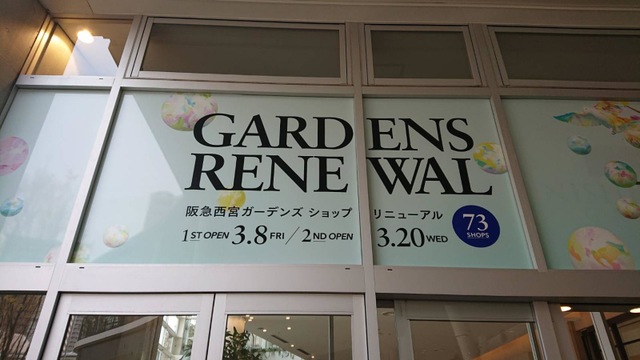 GARDENS
RENEWAL
阪急西宮ガーデンズ ショップ リニューアル
1ST OPEN 3.8 FRI / 2ND OPEN 3.20 WED
73
SHOPS